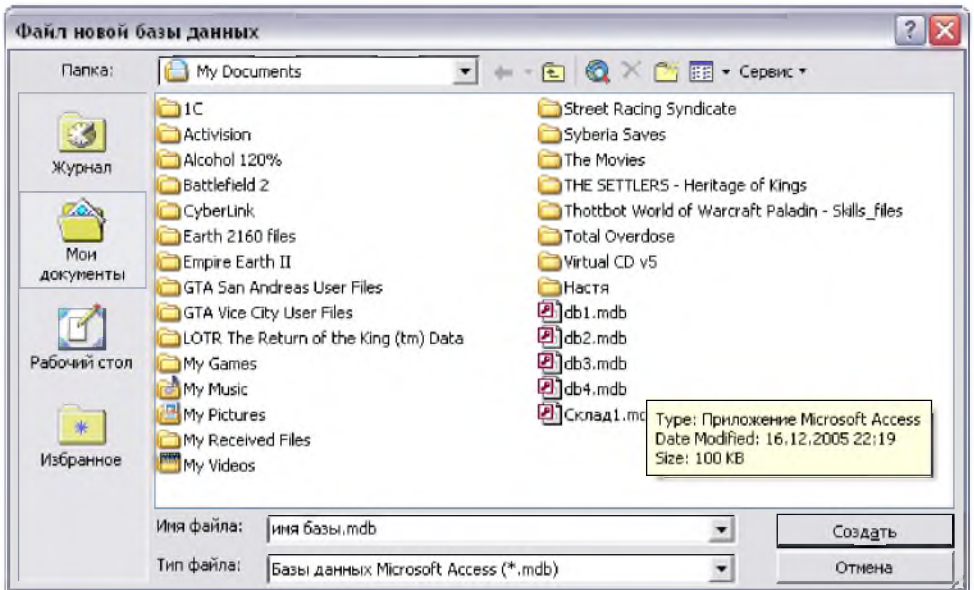 Файл новой базы данных
Папка: My Documents Сервис
Журнал
Мои документы
Рабочий стол
Избранное
1C
Activision
Alcohol 120%
Battlefield 2
CyberLink
Earth 2160 files
Empire Earth II
GTA San Andreas User Files
GTA Vice City User Files
LOTR The Return of the King (tm) Data
My Games
My Music
My Pictures
My Received Files
My Videos
Street Racing Syndicate
Syberia Saves
The Movies
THE SETTLERS - Heritage of Kings
Thottbot World of Warcraft Paladin - Skills_files
Total Overdose
Virtual CD v5
Настя
db1.mdb
db2.mdb
db3.mdb
db4.mdb
Склад1.md
Type: Приложение Microsoft Access
Date Modified: 16.12.2005 22:19
Size: 100 KB
Имя файла: имя базы.mdb Создать
Тип файла: Базы данных Microsoft Access (*.mdb) Отмена